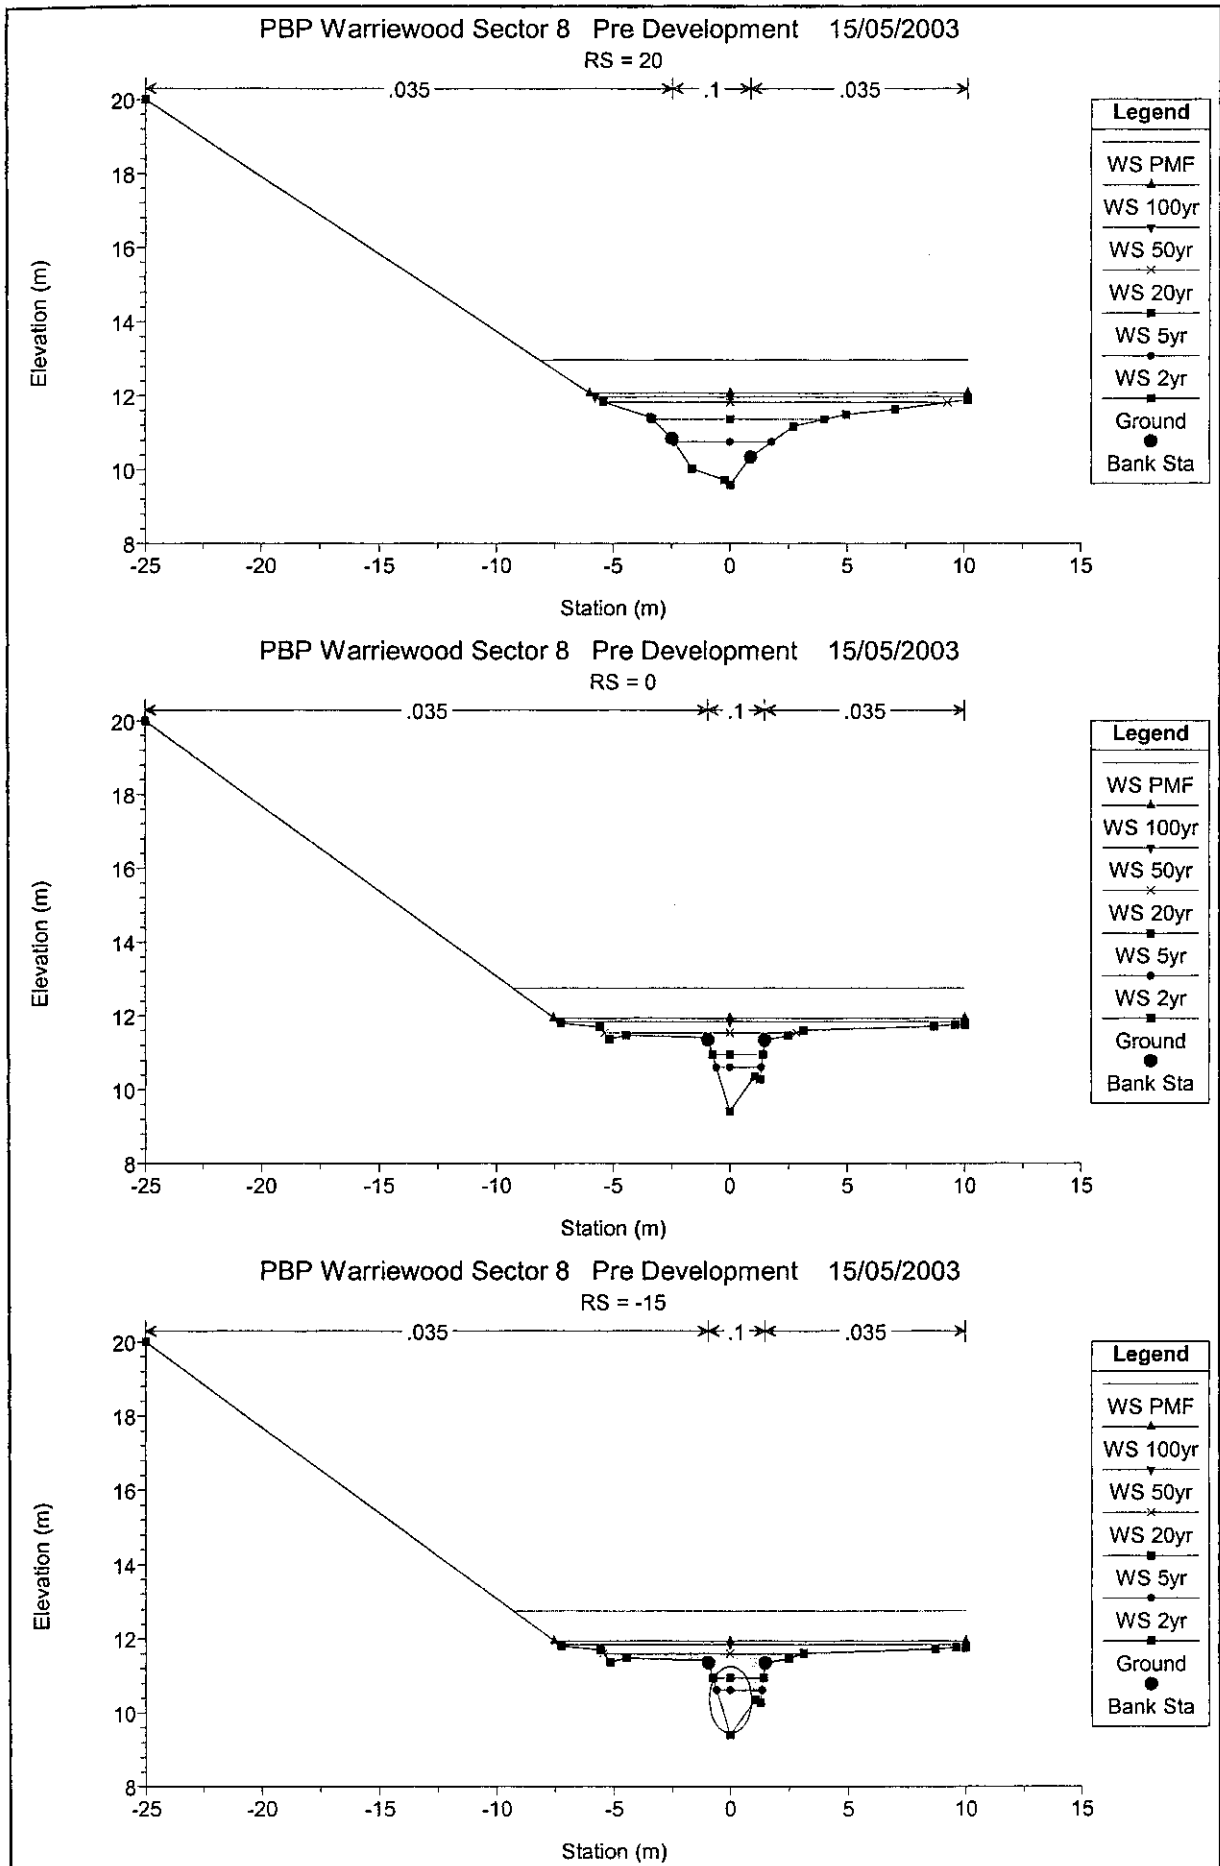 PBP Warriewood Sector 8 Pre Development 15/05/2003
RS = 20
.035 .1 .035
20
18
16
14
12
10
8
Elevation (m)
-25 -20 -15 -10 -5 0 5 10 15
Station (m)
Legend
WS PMF
WS 100yr
WS 50yr
WS 20yr
WS 5yr
WS 2yr
Ground
Bank Sta
PBP Warriewood Sector 8 Pre Development 15/05/2003
RS = 0
.035 .1 .035
20
18
16
14
12
10
8
Elevation (m)
-25 -20 -15 -10 -5 0 5 10 15
Station (m)
Legend
WS PMF
WS 100yr
WS 50yr
WS 20yr
WS 5yr
WS 2yr
Ground
Bank Sta
PBP Warriewood Sector 8 Pre Development 15/05/2003
RS = -15
.035 .1 .035
20
18
16
14
12
10
8
Elevation (m)
-25 -20 -15 -10 -5 0 5 10 15
Station (m)
Legend
WS PMF
WS 100yr
WS 50yr
WS 20yr
WS 5yr
WS 2yr
Ground
Bank Sta